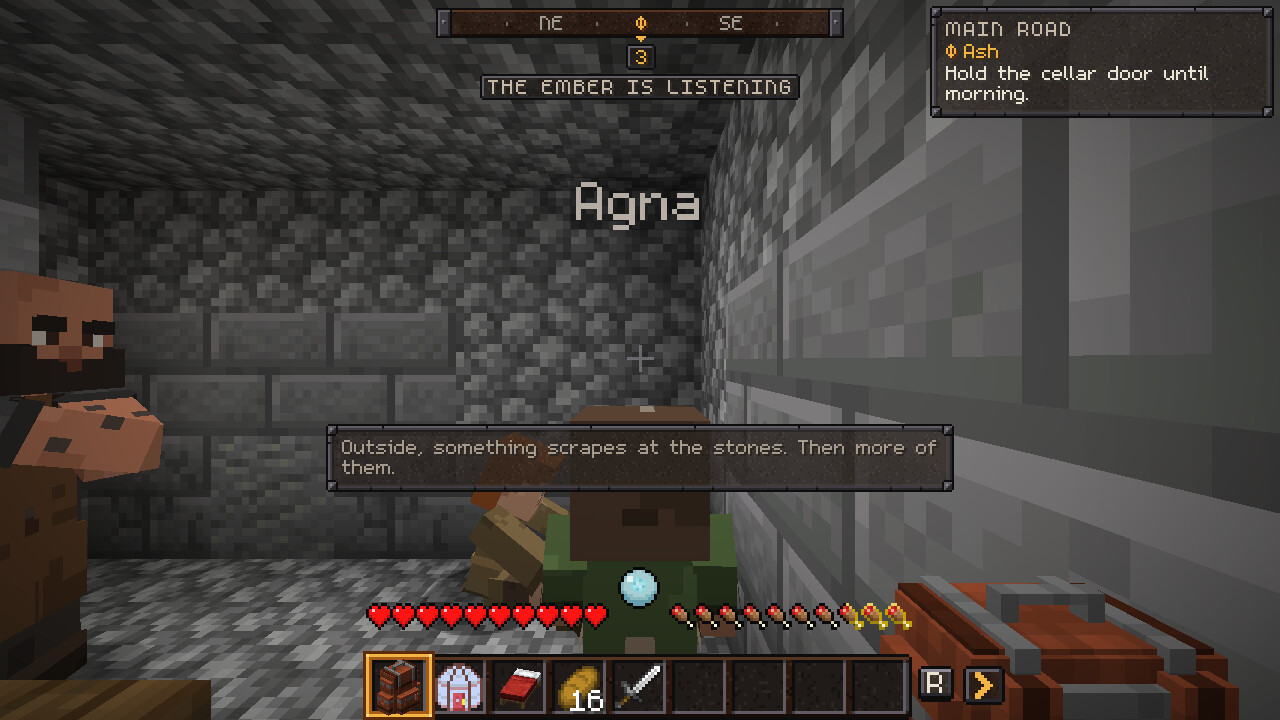 NE
SE
3
THE EMBER IS LISTENING
MAIN ROAD
Ash
Hold the cellar door until
morning.
Agna
Outside, something scrapes at the stones. Then more of
them.
16
R